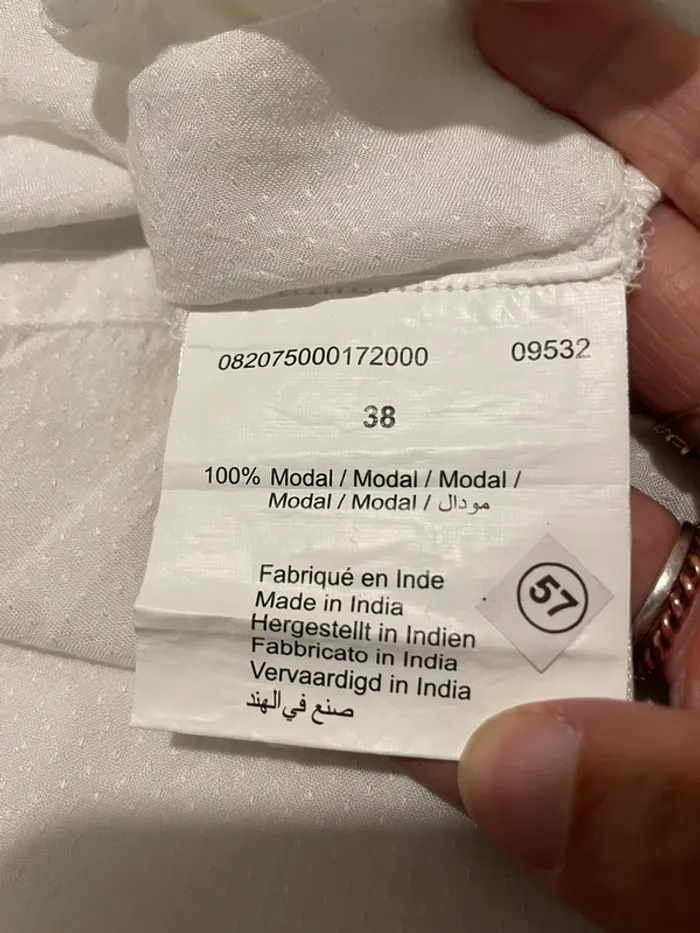 082075000172000 09532
38
100% Modal / Modal / Modal /
Modal / Modal / مودال
Fabriqué en Inde
Made in India
Hergestellt in Indien
Fabbricato in India
Vervaardigd in India
صنع في الهند
57